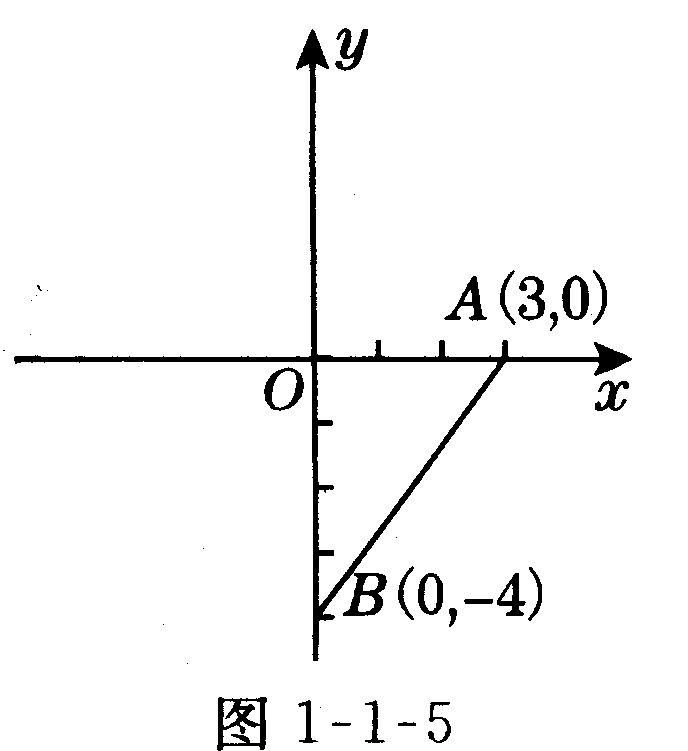 y
A(3,0)
O
x
B(0,-4)
图 1-1-5